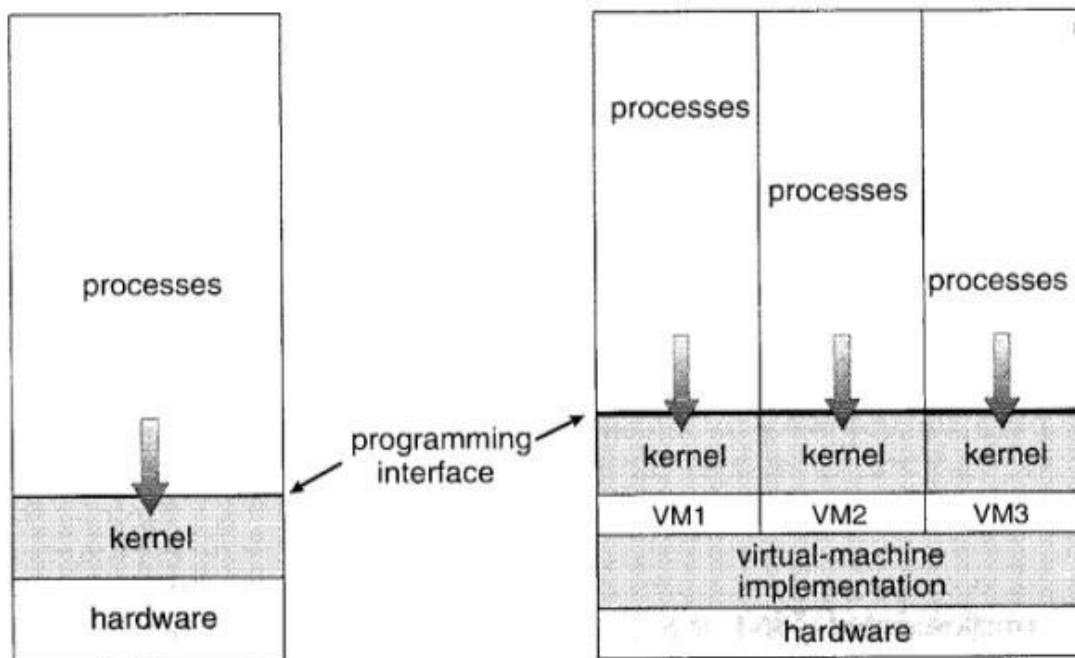 processes
kernel
hardware
programming
interface
processes
processes
processes
kernel
kernel
kernel
VM1
VM2
VM3
virtual-machine
implementation
hardware